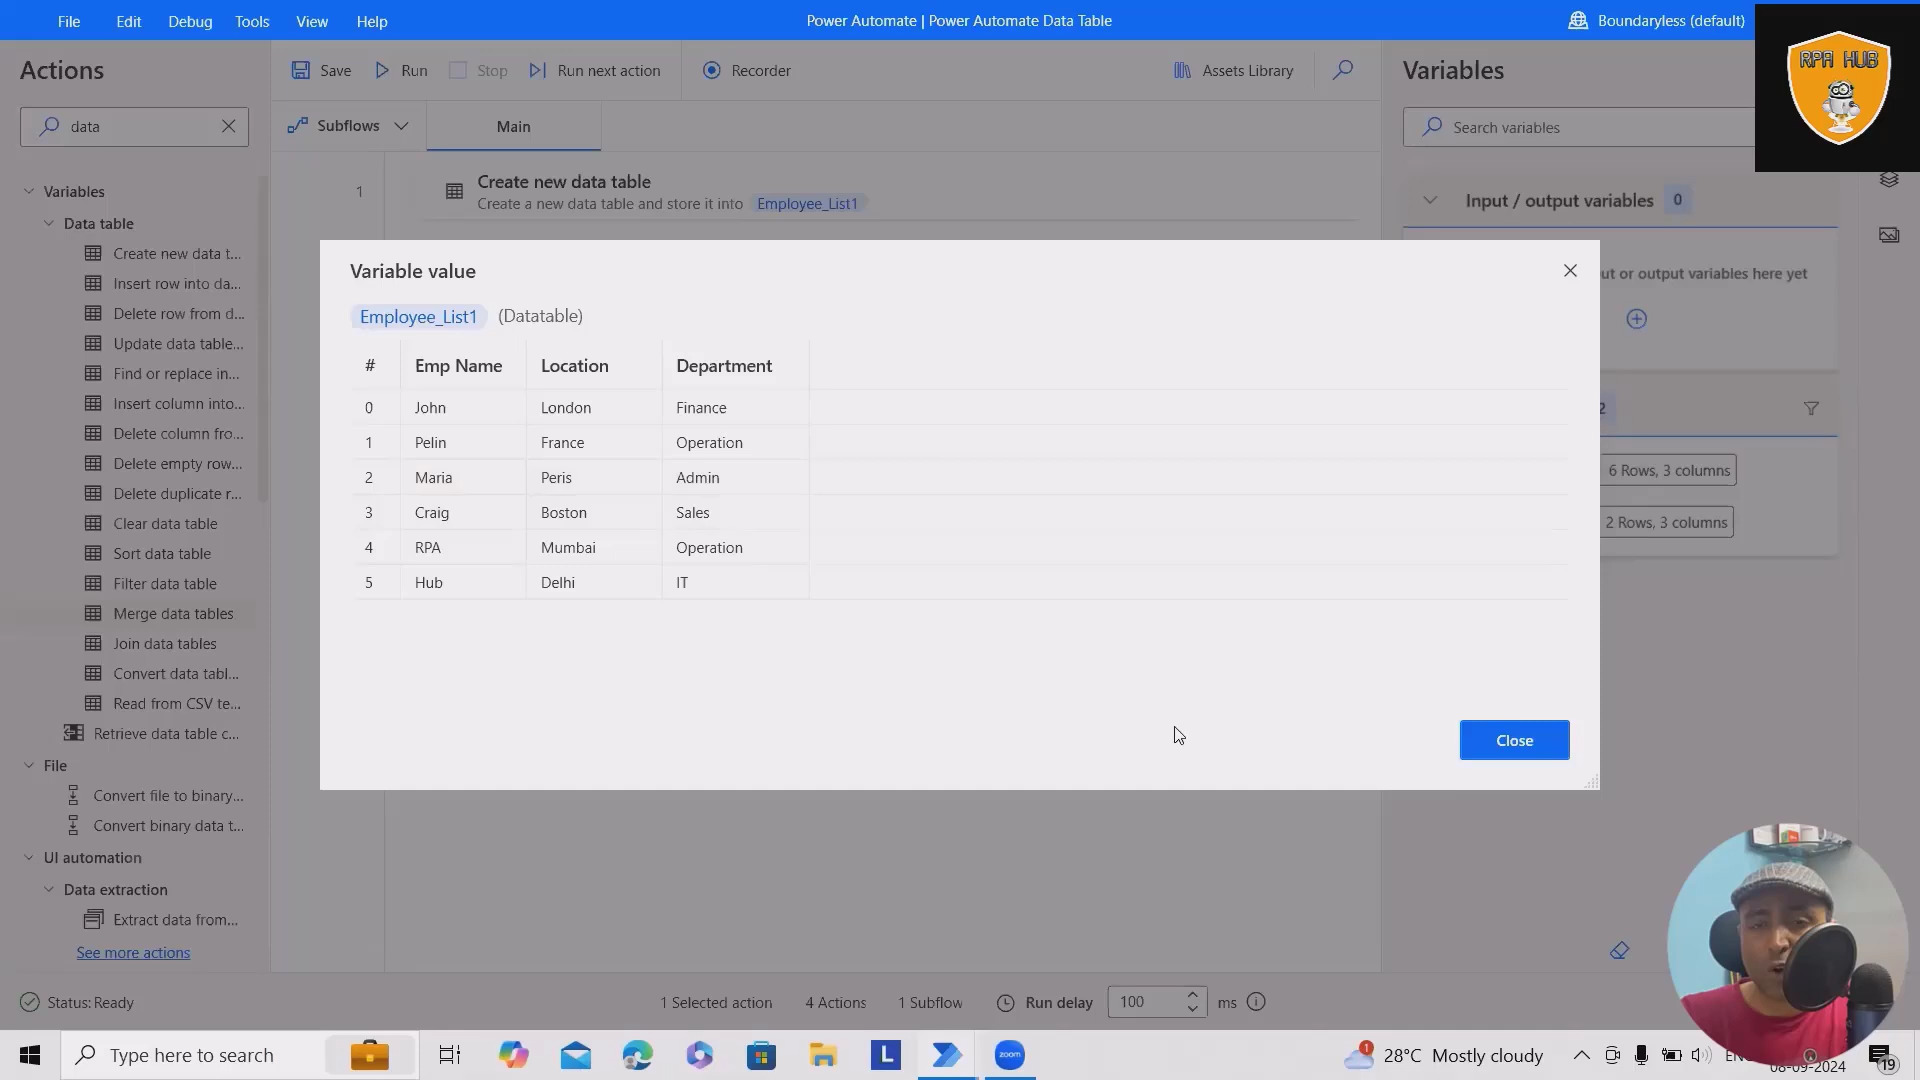 File Edit Debug Tools View Help
Power Automate | Power Automate Data Table
Boundaryless (default)
RPA HUB
Actions
data
Variables
Data table
Create new data t...
Insert row into da...
Delete row from d...
Update data table...
Find or replace in...
Insert column into...
Delete column fro...
Delete empty row...
Delete duplicate r...
Clear data table
Sort data table
Filter data table
Merge data tables
Join data tables
Convert data tabl...
Read from CSV te...
Retrieve data table c...
File
Convert file to binary...
Convert binary data t...
UI automation
Data extraction
Extract data from...
See more actions
Save Run Stop Run next action Recorder Assets Library
Subflows Main
1
Create new data table
Create a new data table and store it into Employee_List1
Variables
Search variables
Input / output variables 0
ut or output variables here yet
2
6 Rows, 3 columns
2 Rows, 3 columns
Variable value
Employee_List1 (Datatable)
# Emp Name Location Department
0 John London Finance
1 Pelin France Operation
2 Maria Peris Admin
3 Craig Boston Sales
4 RPA Mumbai Operation
5 Hub Delhi IT
Close
Status: Ready 1 Selected action 4 Actions 1 Subflow Run delay 100 ms
Type here to search
L
zoom
1
28°C Mostly cloudy
08-09-2024
19